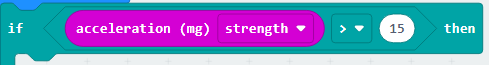 if acceleration (mg) strength > 15 then